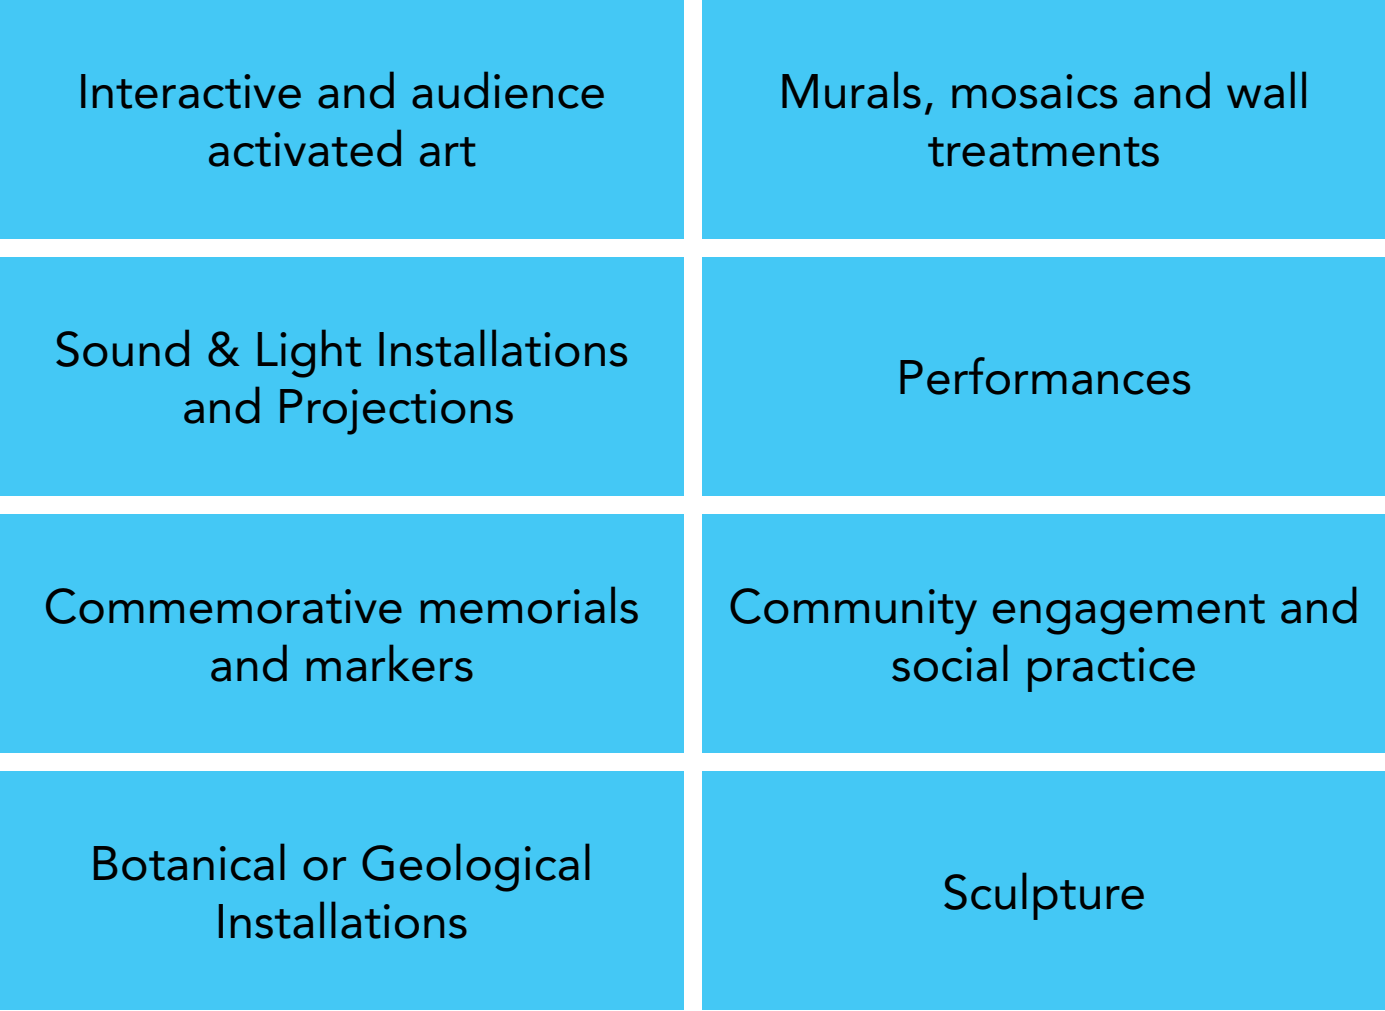 Interactive and audience
activated art
Murals, mosaics and wall
treatments
Sound & Light Installations
and Projections
Performances
Commemorative memorials
and markers
Community engagement and
social practice
Botanical or Geological
Installations
Sculpture